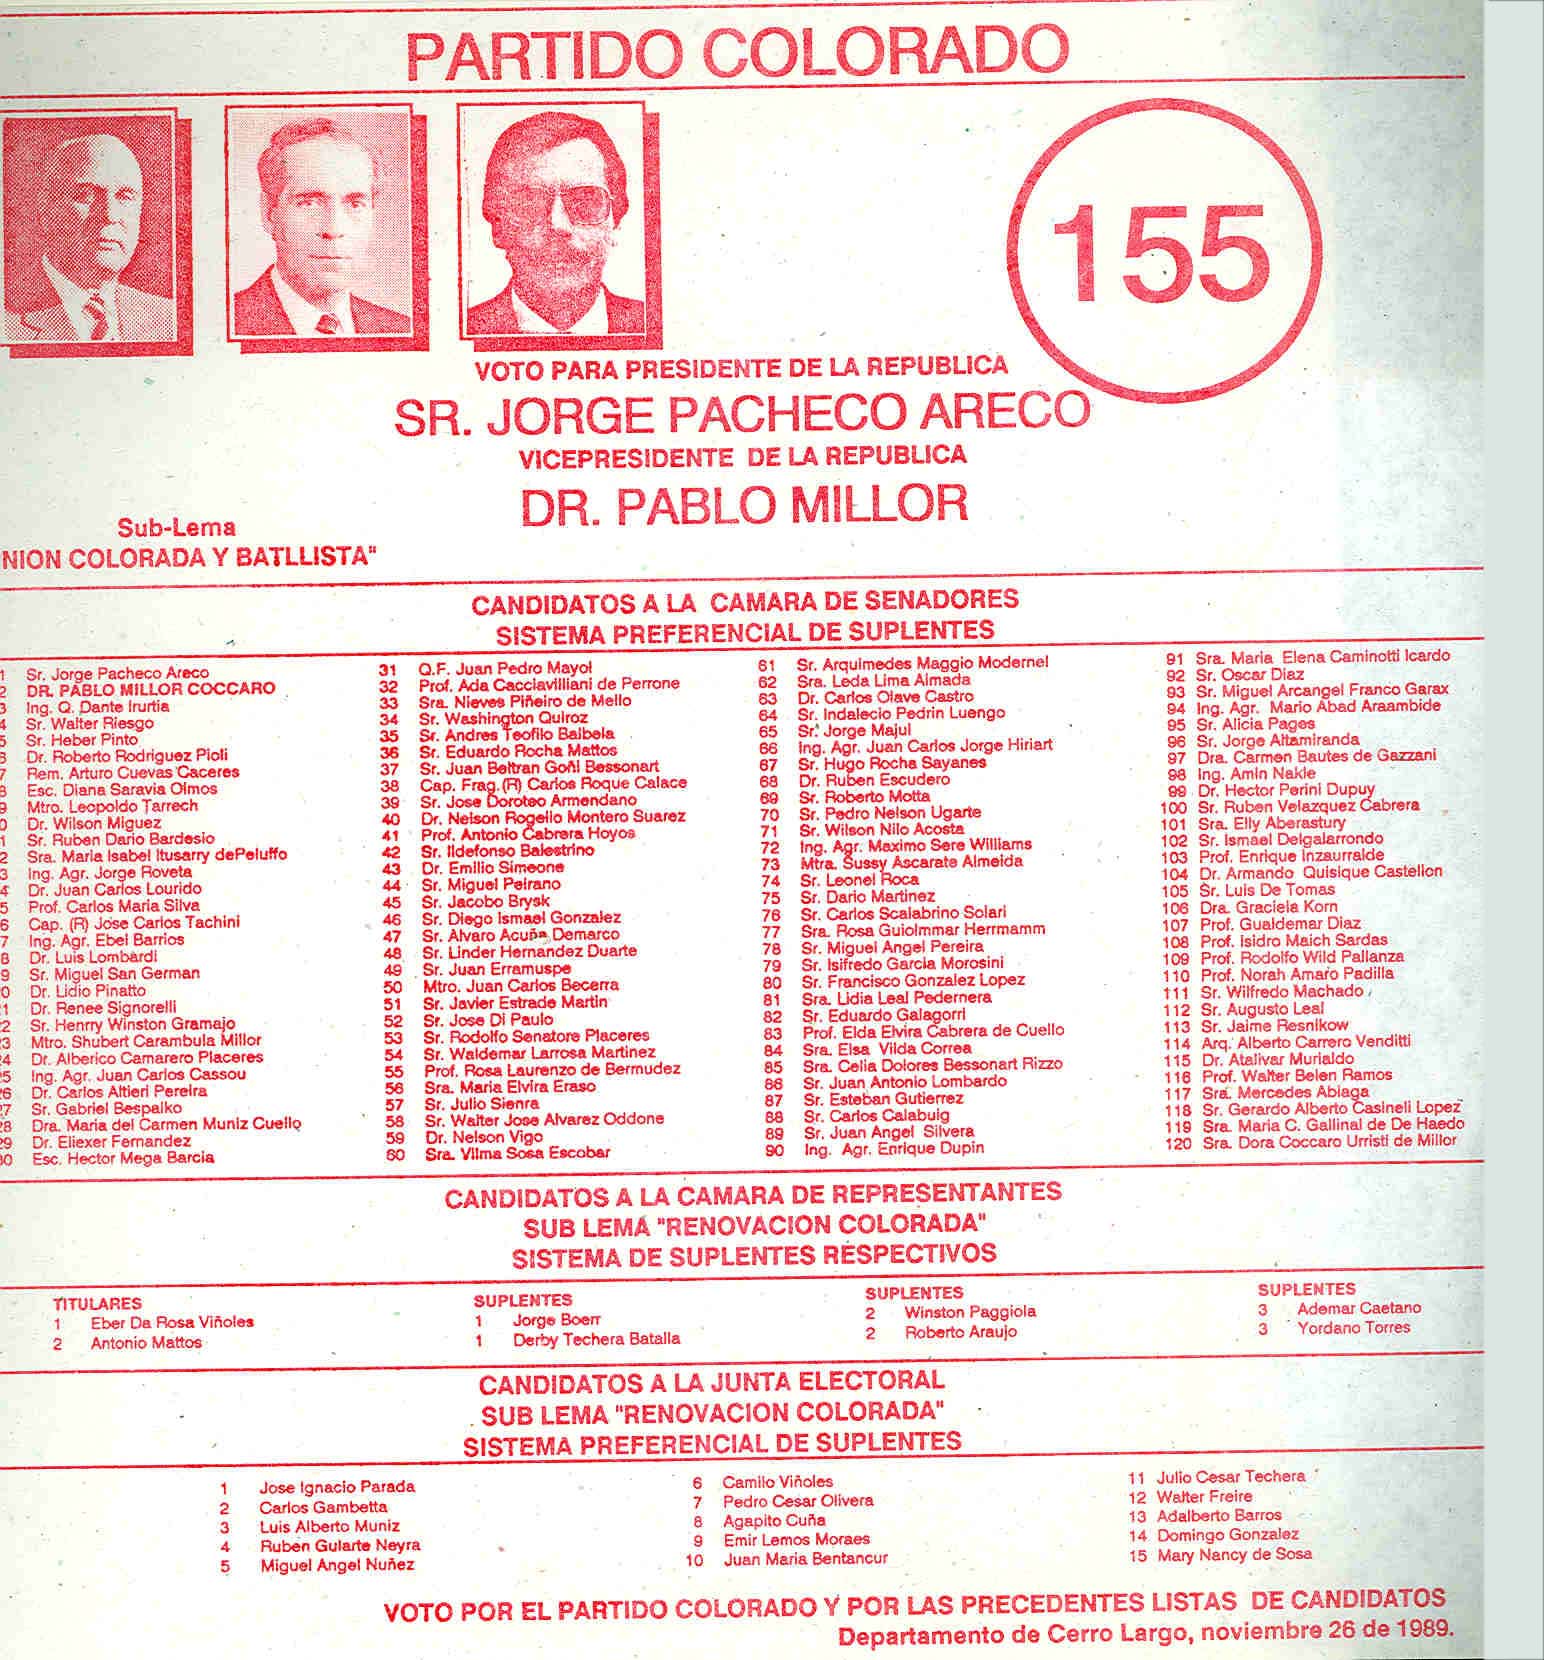 PARTIDO COLORADO
155
VOTO PARA PRESIDENTE DE LA REPUBLICA
SR. JORGE PACHECO ARECO
VICEPRESIDENTE DE LA REPUBLICA
DR. PABLO MILLOR
Sub-Lema
NION COLORADA Y BATLLISTA"
CANDIDATOS A LA CAMARA DE SENADORES
SISTEMA PREFERENCIAL DE SUPLENTES
1 Sr. Jorge Pacheco Areco
2 DR. PABLO MILLOR COCCARO
3 Ing. Q. Dante Irurtia
4 Sr. Walter Riesgo
5 Sr. Heber Pinto
6 Dr. Roberto Rodriguez Pioli
7 Rem. Arturo Cuevas Caceres
8 Esc. Diana Saravia Olmos
9 Mtro. Leopoldo Tarrech
0 Dr. Wilson Miguez
1 Sr. Ruben Dario Bardesio
2 Sra. Maria Isabel Itusarry dePeluffo
3 Ing. Agr. Jorge Roveta
4 Dr. Juan Carlos Lourido
5 Prof. Carlos Maria Silva
6 Cap. (R) Jose Carlos Tachini
7 Ing. Agr. Ebel Barrios
8 Dr. Luis Lombardi
9 Sr. Miguel San German
0 Dr. Lidio Pinatto
1 Dr. Renee Signorelli
22 Sr. Henrry Winston Gramajo
23 Mtro. Shubert Carambula Millor
24 Dr. Alberico Camarero Placeres
25 Ing. Agr. Juan Carlos Cassou
26 Dr. Carlos Altieri Pereira
27 Sr. Gabriel Bespalko
28 Dra. Maria del Carmen Muniz Cuello
29 Dr. Eliexer Fernandez
30 Esc. Hector Mega Barcia
31 Q.F. Juan Pedro Mayol
32 Prof. Ada Cacciavilliani de Perrone
33 Sra. Nieves Piñeiro de Mello
34 Sr. Washington Quiroz
35 Sr. Andres Teofilo Balbela
36 Sr. Eduardo Rocha Mattos
37 Sr. Juan Beltran Goñi Bessonart
38 Cap. Frag.(R) Carlos Roque Calace
39 Sr. Jose Doroteo Armendano
40 Dr. Nelson Rogelio Montero Suarez
41 Prof. Antonio Cabrera Hoyos
42 Sr. Ildefonso Balestrino
43 Dr. Emilio Simeone
44 Sr. Miguel Peirano
45 Sr. Jacobo Brysk
46 Sr. Diego Ismael Gonzalez
47 Sr. Alvaro Acuña Demarco
48 Sr. Linder Hernandez Duarte
49 Sr. Juan Erramuspe
50 Mtro. Juan Carlos Becerra
51 Sr. Javier Estrade Martin
52 Sr. Jose Di Paulo
53 Sr. Rodolfo Senatore Placeres
54 Sr. Waldemar Larrosa Martinez
55 Prof. Rosa Laurenzo de Bermudez
56 Sra. Maria Elvira Eraso
57 Sr. Julio Sienra
58 Sr. Walter Jose Alvarez Oddone
59 Dr. Nelson Vigo
60 Sra. Vilma Sosa Escobar
61 Sr. Arquimedes Maggio Modernel
62 Sra. Leda Lima Almada
63 Dr. Carlos Olave Castro
64 Sr. Indalecio Pedrin Luengo
65 Sr. Jorge Majul
66 Ing. Agr. Juan Carlos Jorge Hiriart
67 Sr. Hugo Rocha Sayanes
68 Dr. Ruben Escudero
69 Sr. Roberto Motta
70 Sr. Pedro Nelson Ugarte
71 Sr. Wilson Nilo Acosta
72 Ing. Agr. Maximo Sere Williams
73 Mtra. Sussy Ascarate Almeida
74 Sr. Leonel Roca
75 Sr. Dario Martinez
76 Sr. Carlos Scalabrino Solari
77 Sra. Rosa Guiolmmar Herrmamm
78 Sr. Miguel Angel Pereira
79 Sr. Isifredo Garcia Morosini
80 Sr. Francisco Gonzalez Lopez
81 Sra. Lidia Leal Pedernera
82 Sr. Eduardo Galagorri
83 Prof. Elda Elvira Cabrera de Cuello
84 Sra. Elsa Vilda Correa
85 Sra. Celia Dolores Bessonart Rizzo
86 Sr. Juan Antonio Lombardo
87 Sr. Esteban Gutierrez
88 Sr. Carlos Calabuig
89 Sr. Juan Angel Silvera
90 Ing. Agr. Enrique Dupin
91 Sra. Maria Elena Caminotti Icardo
92 Sr. Oscar Diaz
93 Sr. Miguel Arcangel Franco Garax
94 Ing. Agr. Mario Abad Araambide
95 Sr. Alicia Pages
96 Sr. Jorge Altamiranda
97 Dra. Carmen Bautes de Gazzani
98 Ing. Amin Nakle
99 Dr. Hector Perini Dupuy
100 Sr. Ruben Velazquez Cabrera
101 Sra. Elly Aberastury
102 Sr. Ismael Delgalarrondo
103 Prof. Enrique Inzaurralde
104 Dr. Armando Quisique Castellon
105 Sr. Luis De Tomas
106 Dra. Graciela Korn
107 Prof. Gualdemar Diaz
108 Prof. Isidro Maich Sardas
109 Prof. Rodolfo Wild Pallanza
110 Prof. Norah Amaro Padilla
111 Sr. Wilfredo Machado
112 Sr. Augusto Leal
113 Sr. Jaime Resnikow
114 Arq. Alberto Carrero Venditti
115 Dr. Atalivar Murialdo
116 Prof. Walter Belen Ramos
117 Sra. Mercedes Abiaga
118 Sr. Gerardo Alberto Casineli Lopez
119 Sra. Maria C. Gallinal de De Haedo
120 Sra. Dora Coccaro Urristi de Millor
CANDIDATOS A LA CAMARA DE REPRESENTANTES
SUB LEMA "RENOVACION COLORADA"
SISTEMA DE SUPLENTES RESPECTIVOS
TITULARES
1 Eber Da Rosa Viñoles
2 Antonio Mattos
SUPLENTES
1 Jorge Boerr
1 Derby Techera Batalla
SUPLENTES
2 Winston Paggiola
2 Roberto Araujo
SUPLENTES
3 Ademar Caetano
3 Yordano Torres
CANDIDATOS A LA JUNTA ELECTORAL
SUB LEMA "RENOVACION COLORADA"
SISTEMA PREFERENCIAL DE SUPLENTES
1 Jose Ignacio Parada
2 Carlos Gambetta
3 Luis Alberto Muniz
4 Ruben Gularte Neyra
5 Miguel Angel Nuñez
6 Camilo Viñoles
7 Pedro Cesar Olivera
8 Agapito Cuña
9 Emir Lemos Moraes
10 Juan Maria Bentancur
11 Julio Cesar Techera
12 Walter Freire
13 Adalberto Barros
14 Domingo Gonzalez
15 Mary Nancy de Sosa
VOTO POR EL PARTIDO COLORADO Y POR LAS PRECEDENTES LISTAS DE CANDIDATOS
Departamento de Cerro Largo, noviembre 26 de 1989.